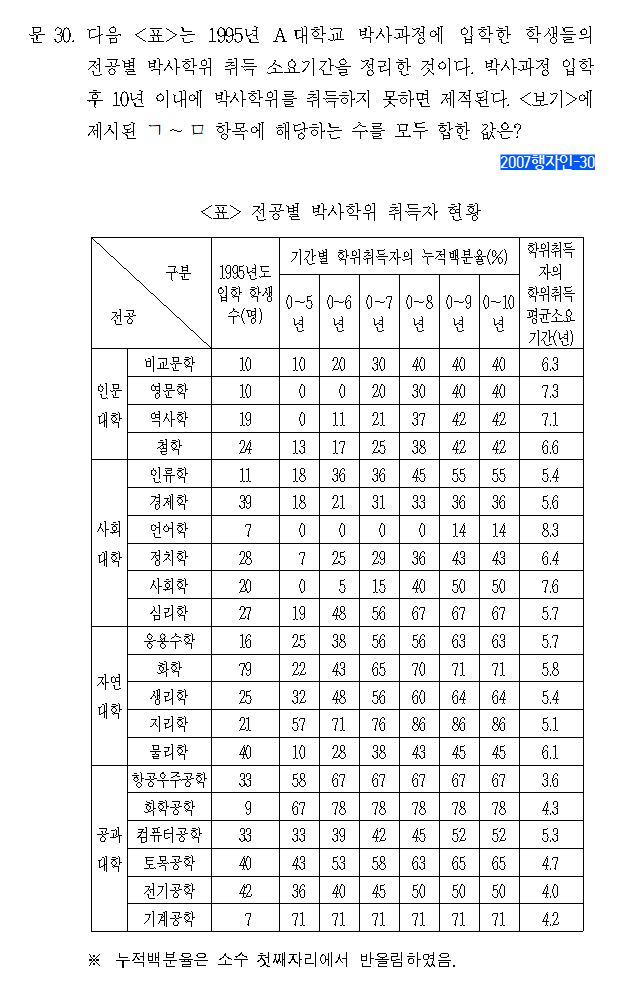 문 30. 다음 <표>는 1995년 A대학교 박사과정에 입학한 학생들의
전공별 박사학위 취득 소요기간을 정리한 것이다. 박사과정 입학
후 10년 이내에 박사학위를 취득하지 못하면 제적된다. <보기>에
제시된 ㄱ~ㅁ 항목에 해당하는 수를 모두 합한 값은?
2007행자인-30
<표> 전공별 박사학위 취득자 현황
구분 전공 1995년도 입학 학생수(명) 기간별 학위취득자의 누적백분율(%) 학위취득자의 학위취득 평균소요기간(년)
0~5년 0~6년 0~7년 0~8년 0~9년 0~10년
인문대학 비교문학 10 10 20 30 40 40 40 6.3
영문학 10 0 0 20 30 40 40 7.3
역사학 19 0 11 21 37 42 42 7.1
철학 24 13 17 25 38 42 42 6.6
사회대학 인류학 11 18 36 36 45 55 55 5.4
경제학 39 18 21 31 33 36 36 5.6
언어학 7 0 0 0 0 14 14 8.3
정치학 28 7 25 29 36 43 43 6.4
사회학 20 0 5 15 40 50 50 7.6
심리학 27 19 48 56 67 67 67 5.7
자연대학 응용수학 16 25 38 56 56 63 63 5.7
화학 79 22 43 65 70 71 71 5.8
생리학 25 32 48 56 60 64 64 5.4
지리학 21 57 71 76 86 86 86 5.1
물리학 40 10 28 38 43 45 45 6.1
공과대학 항공우주공학 33 58 67 67 67 67 67 3.6
화학공학 9 67 78 78 78 78 78 4.3
컴퓨터공학 33 33 39 42 45 52 52 5.3
토목공학 40 43 53 58 63 65 65 4.7
전기공학 42 36 40 45 50 50 50 4.0
기계공학 7 71 71 71 71 71 71 4.2
※ 누적백분율은 소수 첫째자리에서 반올림하였음.